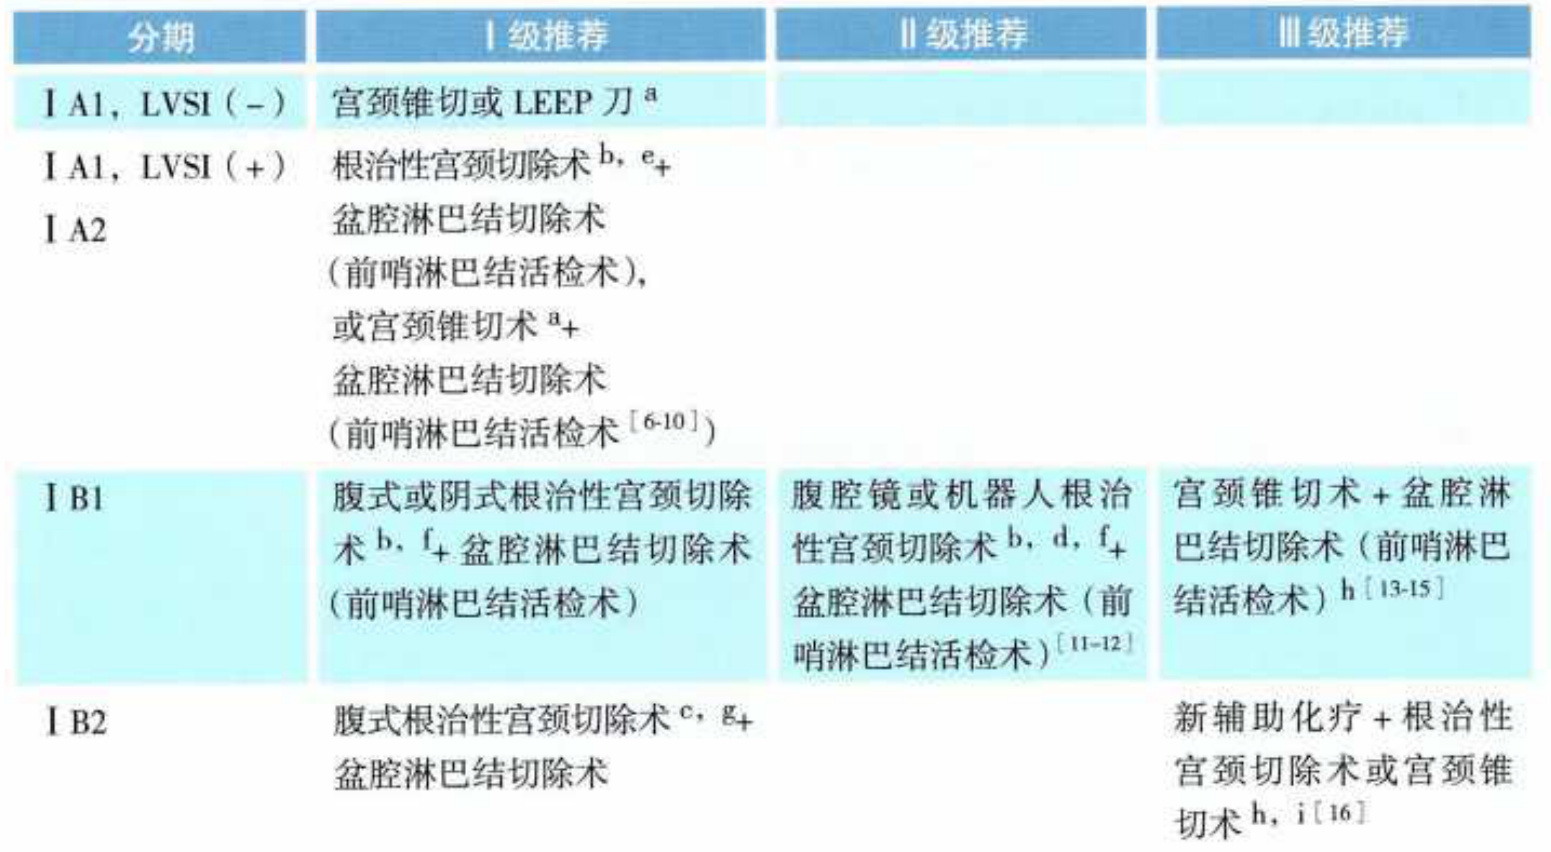 分期 Ⅰ级推荐 Ⅱ级推荐 Ⅲ级推荐
ⅠA1，LVSI（-） 宫颈锥切或 LEEP 刀 a
ⅠA1，LVSI（+）
ⅠA2
根治性宫颈切除术 b，e+
盆腔淋巴结切除术
（前哨淋巴结活检术），
或宫颈锥切术 a+
盆腔淋巴结切除术
（前哨淋巴结活检术［6-10］）
ⅠB1
腹式或阴式根治性宫颈切除
术 b，f+ 盆腔淋巴结切除术
（前哨淋巴结活检术）
腹腔镜或机器人根治
性宫颈切除术 b，d，f+
盆腔淋巴结切除术（前
哨淋巴结活检术）［11-12］
宫颈锥切术 + 盆腔淋
巴结切除术（前哨淋巴
结活检术）h［13-15］
ⅠB2
腹式根治性宫颈切除术 c，g+
盆腔淋巴结切除术
新辅助化疗 + 根治性
宫颈切除术或宫颈锥
切术 h，i［16］